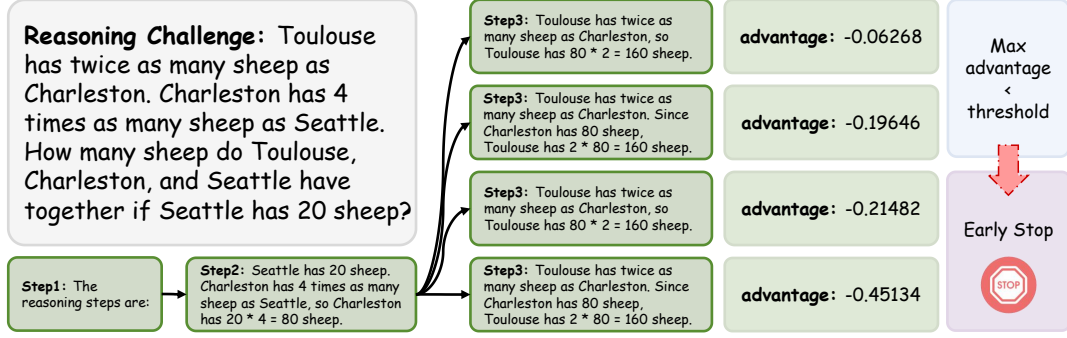 Reasoning Challenge: Toulouse
has twice as many sheep as
Charleston. Charleston has 4
times as many sheep as Seattle.
How many sheep do Toulouse,
Charleston, and Seattle have
together if Seattle has 20 sheep?
Step1: The
reasoning steps are:
Step2: Seattle has 20 sheep.
Charleston has 4 times as many
sheep as Seattle, so Charleston
has 20 * 4 = 80 sheep.
Step3: Toulouse has twice as
many sheep as Charleston, so
Toulouse has 80 * 2 = 160 sheep.
advantage: -0.06268
Step3: Toulouse has twice as
many sheep as Charleston. Since
Charleston has 80 sheep,
Toulouse has 2 * 80 = 160 sheep.
advantage: -0.19646
Step3: Toulouse has twice as
many sheep as Charleston, so
Toulouse has 80 * 2 = 160 sheep.
advantage: -0.21482
Step3: Toulouse has twice as
many sheep as Charleston. Since
Charleston has 80 sheep,
Toulouse has 2 * 80 = 160 sheep.
advantage: -0.45134
Max
advantage
<
threshold
Early Stop
STOP